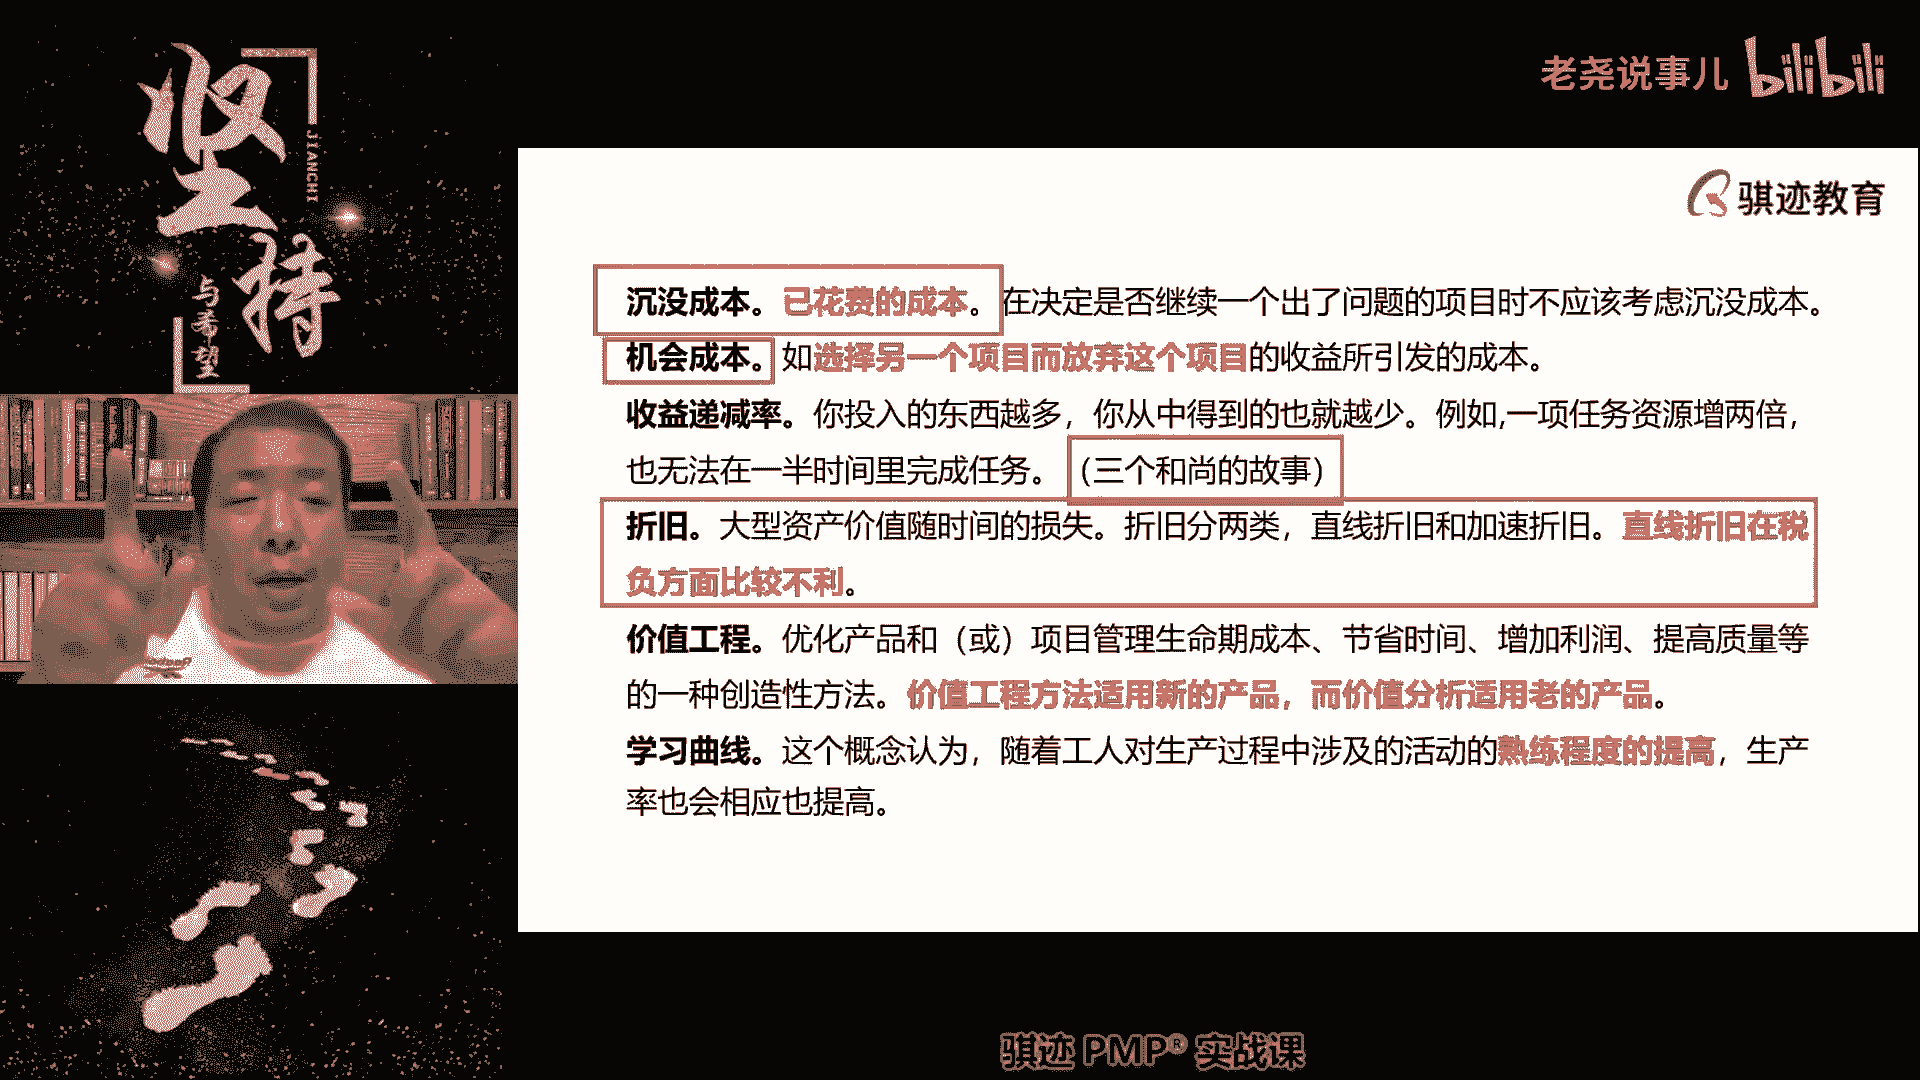 坚持
JIANCHI
与希望
老尧说事儿 bilibili
骐迹教育
沉没成本。已花费的成本。在决定是否继续一个出了问题的项目时不应该考虑沉没成本。
机会成本。如选择另一个项目而放弃这个项目的收益所引发的成本。
收益递减率。你投入的东西越多，你从中得到的也就越少。例如,一项任务资源增两倍，
也无法在一半时间里完成任务。（三个和尚的故事）
折旧。大型资产价值随时间的损失。折旧分两类，直线折旧和加速折旧。直线折旧在税
负方面比较不利。
价值工程。优化产品和（或）项目管理生命期成本、节省时间、增加利润、提高质量等
的一种创造性方法。价值工程方法适用新的产品，而价值分析适用老的产品。
学习曲线。这个概念认为，随着工人对生产过程中涉及的活动的熟练程度的提高，生产
率也会相应也提高。
骐迹 PMP® 实战课